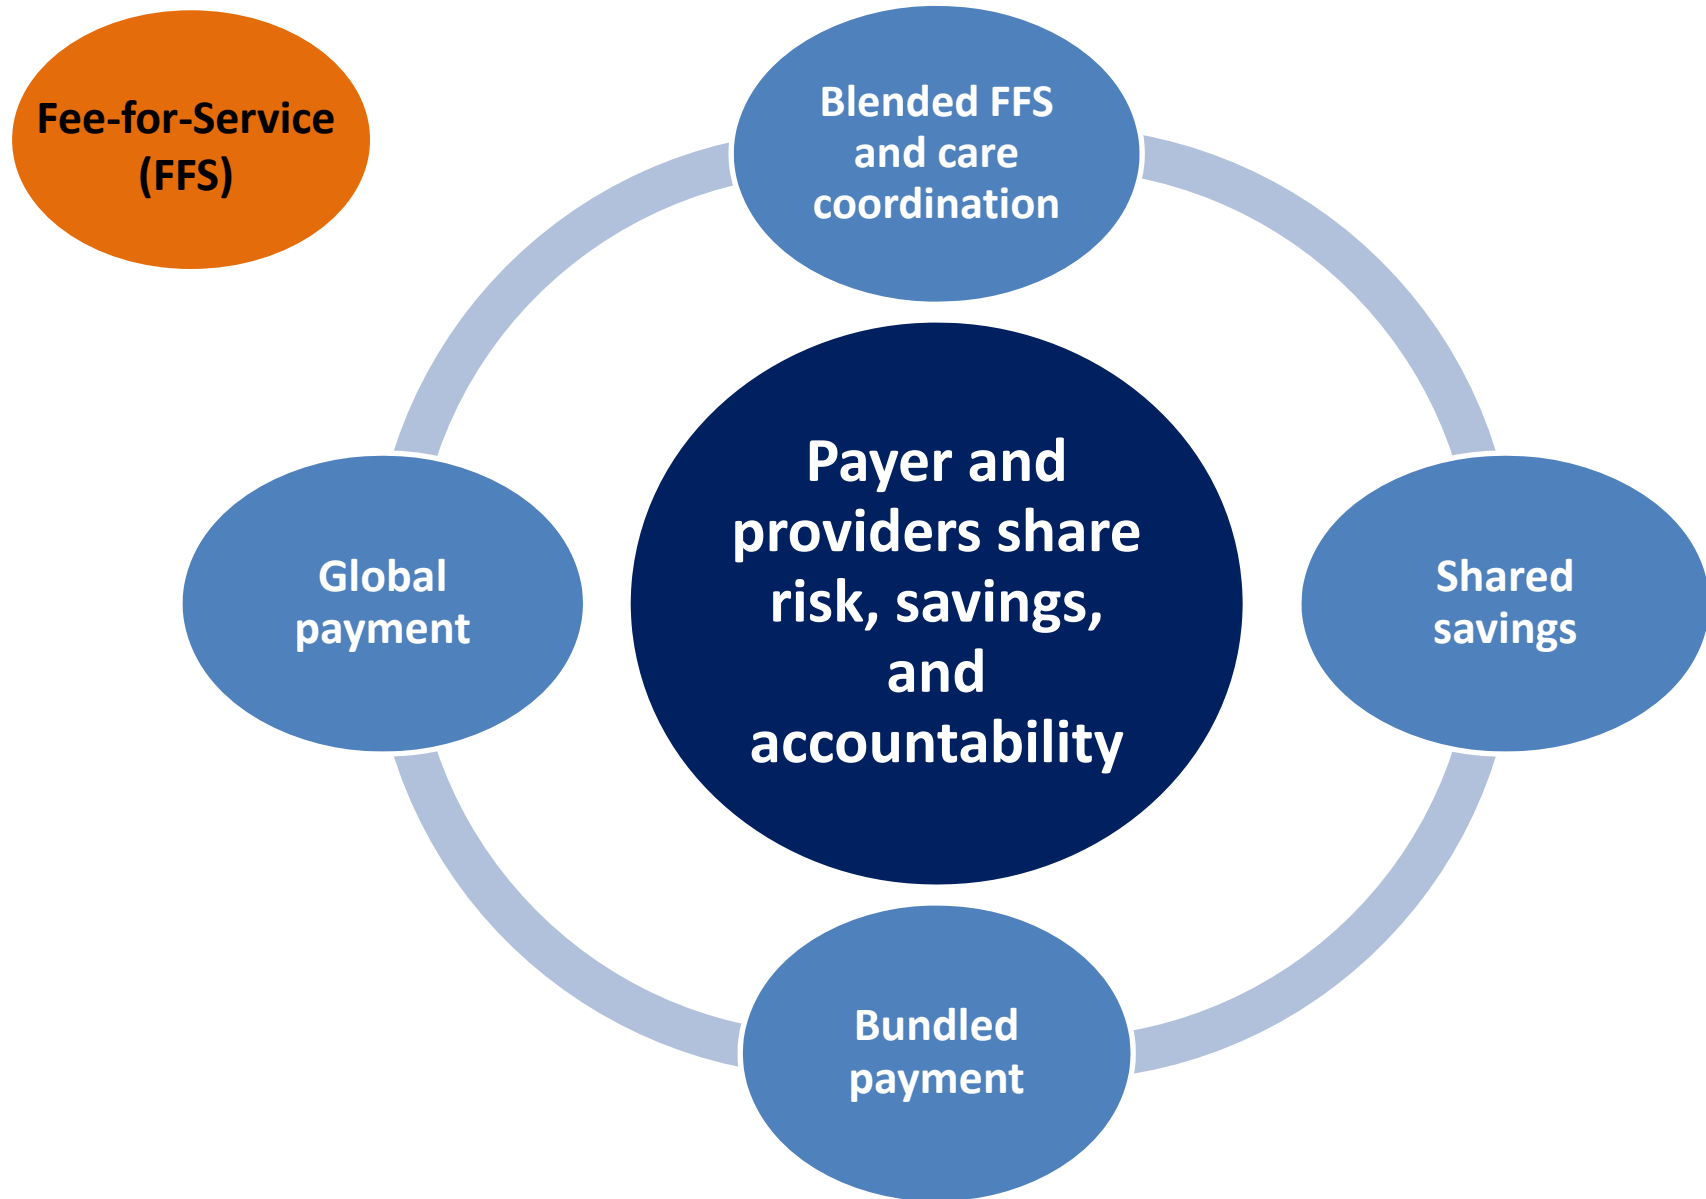 Fee-for-Service
(FFS)
Blended FFS
and care
coordination
Payer and
providers share
risk, savings,
and
accountability
Global
payment
Shared
savings
Bundled
payment